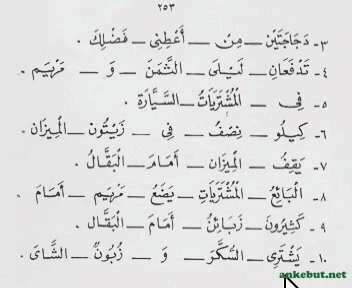 ٢٥٣
٣- دَجَاجَتَيْنِ ـــ مِنْ ـــ أَعْطِنِى ـــ فَضْلِكَ .
٤- تَدْفَعَانِ ـــ لَيْلَى ـــ الثَّمَنَ ـــ وَ ـــ مَرْيَم .
٥- فِى ـــ الْمُشْتَرَيَاتُ ـــ السَّيَّارَةِ .
٦- كِيلُو ـــ نِصْفُ ـــ فِى ـــ زَيْتُون ـــ الْمِيزَان .
٧- يَقِفُ ـــ الْمِيزَان ـــ أَمَامَ ـــ الْبَقَّالُ .
٨- الْبَائِعُ ـــ الْمُشْتَرَيَاتِ ـــ يَضَعُ ـــ مَرْيَم ـــ أَمَامَ .
٩- كَثِيرُونَ ـــ زَبَائِنُ ـــ أَمَامَ ـــ الْبَقَّال .
١٠- يَشْتَرِى ـــ السُّكَّرَ ـــ وَ ـــ زُبُونٌ ـــ الشَّاىَ .
ankebut.net